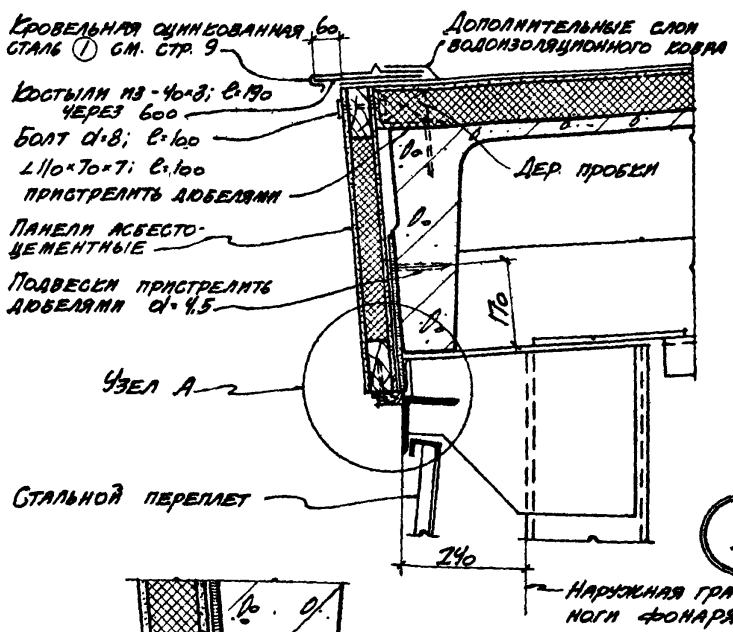 Кровельная оцинкованная
сталь 1 см. стр. 9
60
Дополнительные слои
водоизоляционного ковра
Костыли из -40×3; ℓ=190
через 600
Болт d=8; ℓ=100
∠110×70×7; ℓ=100
пристрелить дюбелями
Дер. пробки
Панели асбесто-
цементные
Подвески пристрелить
дюбелями d=4,5
170
Узел А
Стальной переплет
240
Наружная гра
ноги фонаря